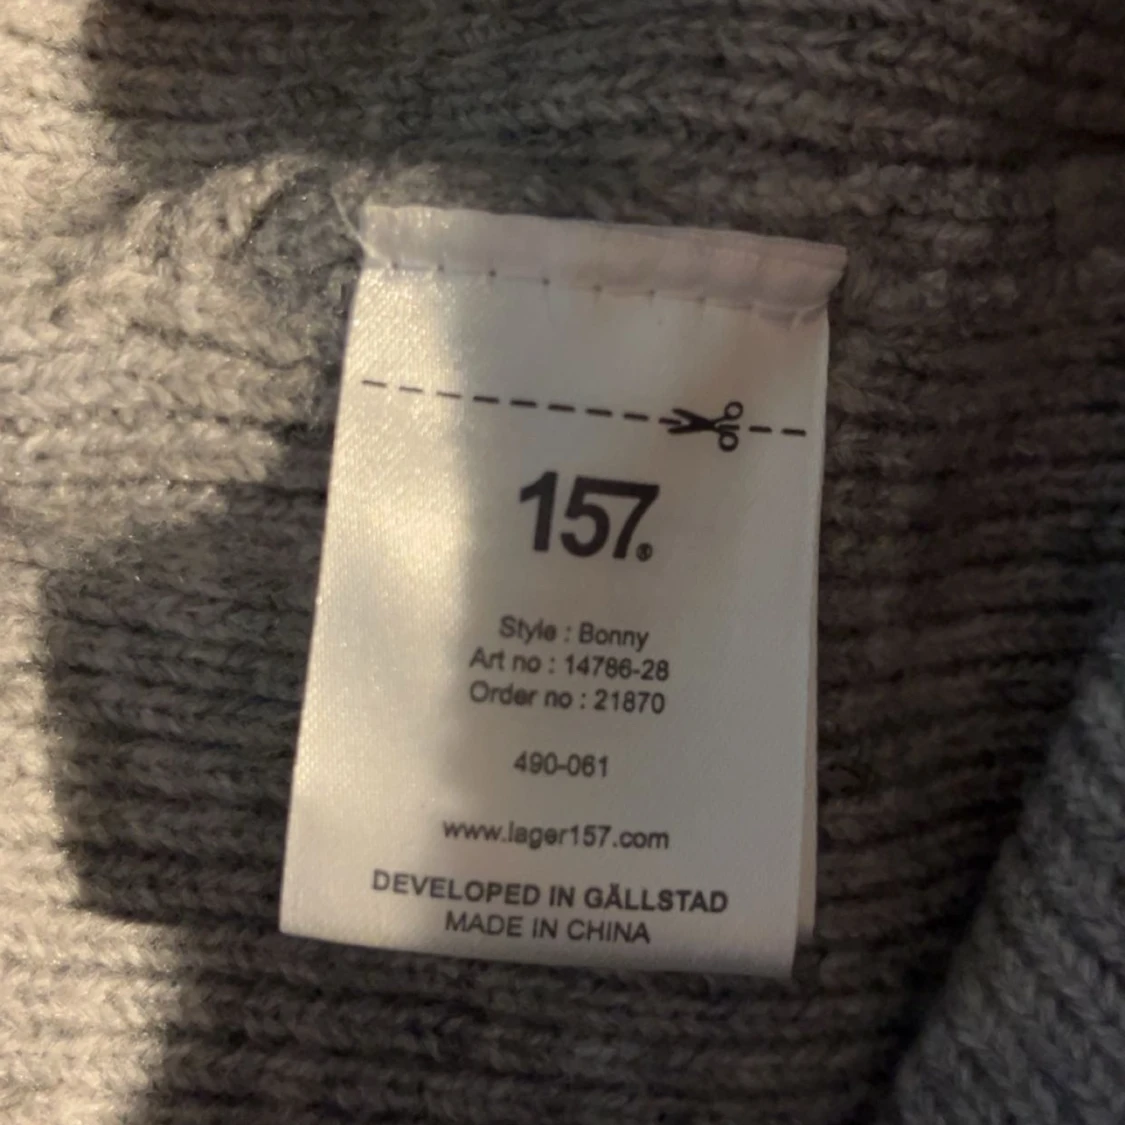 157®
Style : Bonny
Art no : 14786-28
Order no : 21870
490-061
www.lager157.com
DEVELOPED IN GÄLLSTAD
MADE IN CHINA